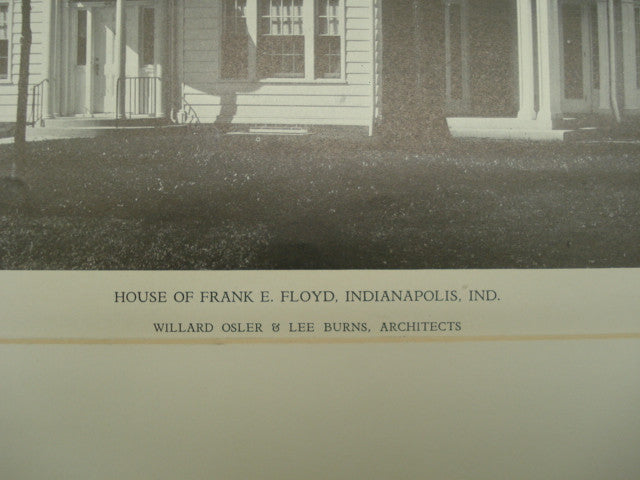 HOUSE OF FRANK E. FLOYD, INDIANAPOLIS, IND.
WILLARD OSLER & LEE BURNS, ARCHITECTS